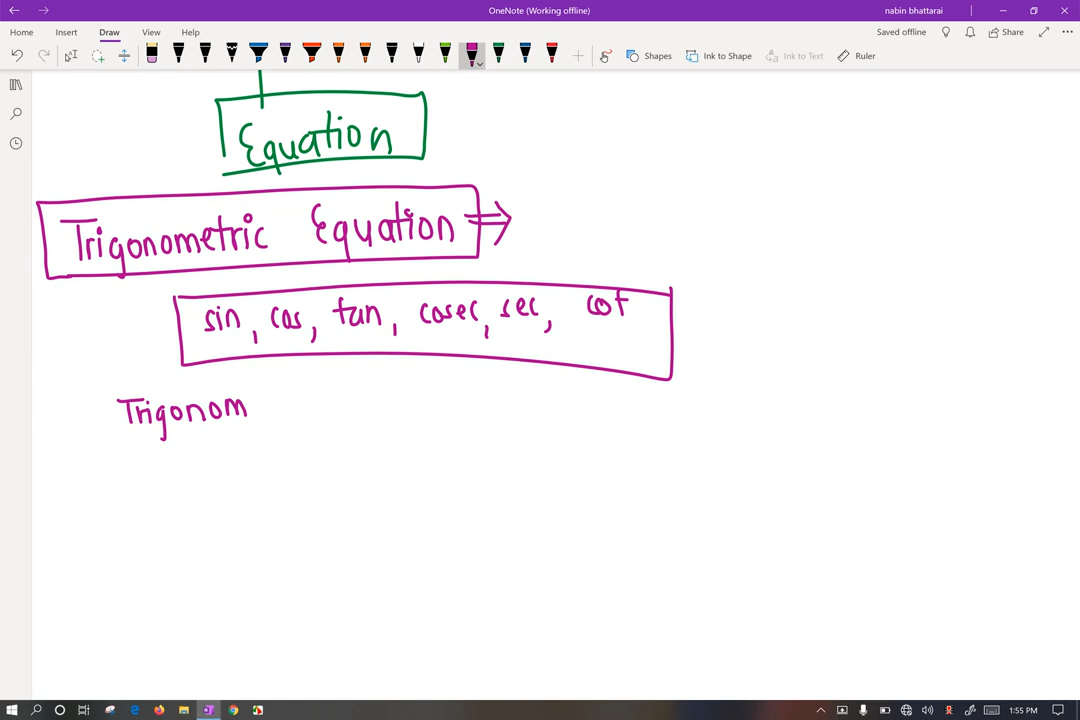 OneNote (Working offline)
nabin bhattarai
Home Insert Draw View Help
Saved offline
Share
Shapes
Ink to Shape
Ink to Text
Ruler
Equation
Trigonometric Equation ⇒
sin, cos, tan, cosec, sec, cot
Trigonom
1:55 PM